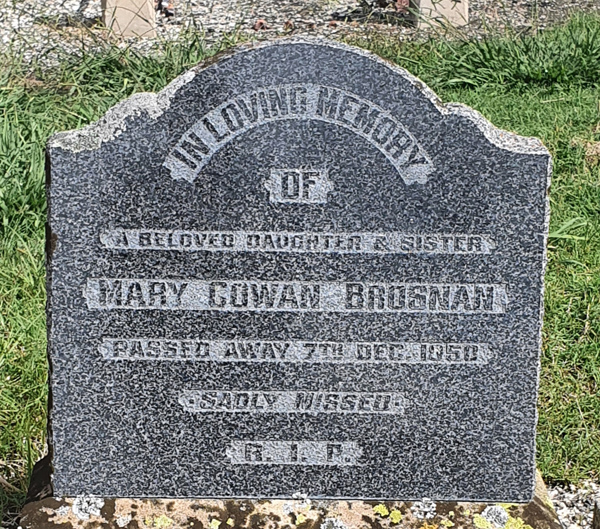 IN LOVING MEMORY
OF
A BELOVED DAUGHTER & SISTER
MARY COWAN BROSNAN
PASSED AWAY 7TH DEC. 1950
·SADLY MISSED·
R. I. P.